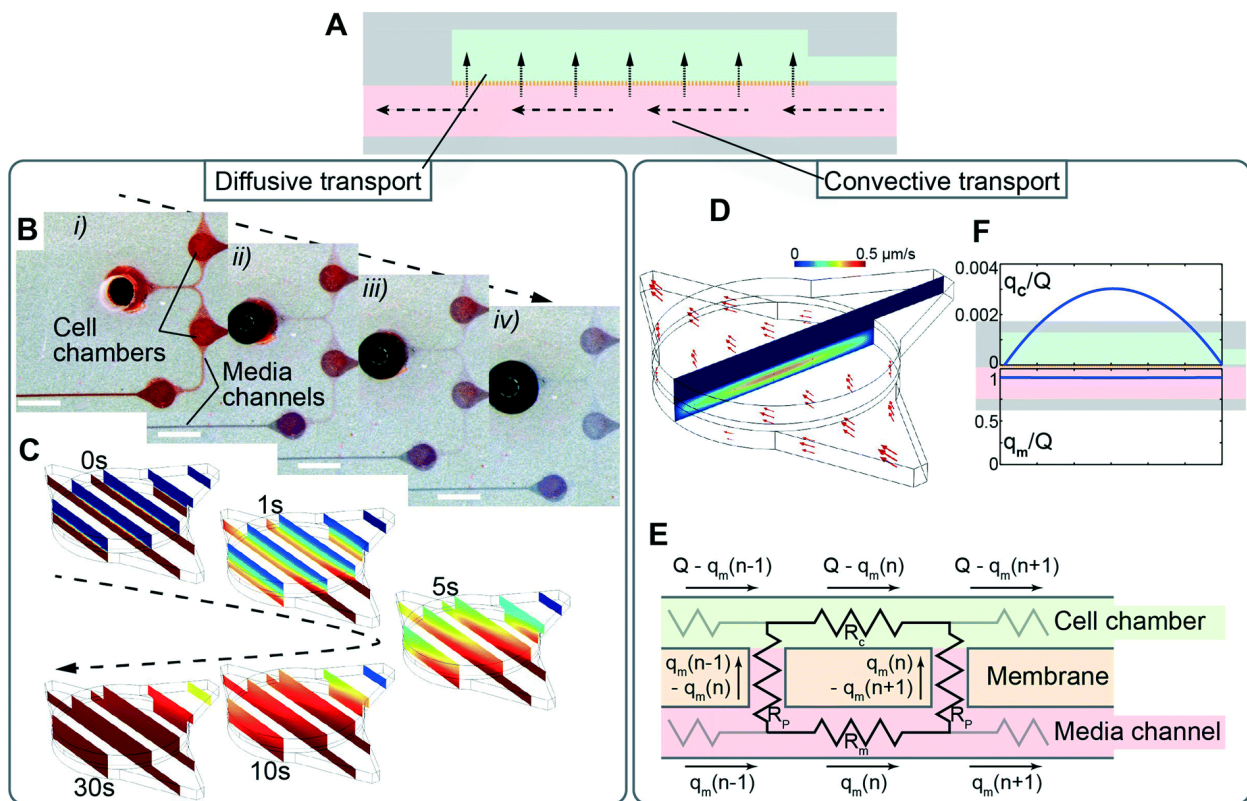 A
Diffusive transport
Convective transport
B
i)
ii)
iii)
iv)
Cell
chambers
Media
channels
C
0s
1s
5s
10s
30s
D
0
0.5 µm/s
F
0.004
q_c/Q
0.002
0
1
0.5
q_m/Q
0
E
Q - q_m(n-1)
Q - q_m(n)
Q - q_m(n+1)
R_c
Cell chamber
q_m(n-1)
- q_m(n)
q_m(n)
- q_m(n+1)
Membrane
R_P
R_P
R_m
Media channel
q_m(n-1)
q_m(n)
q_m(n+1)